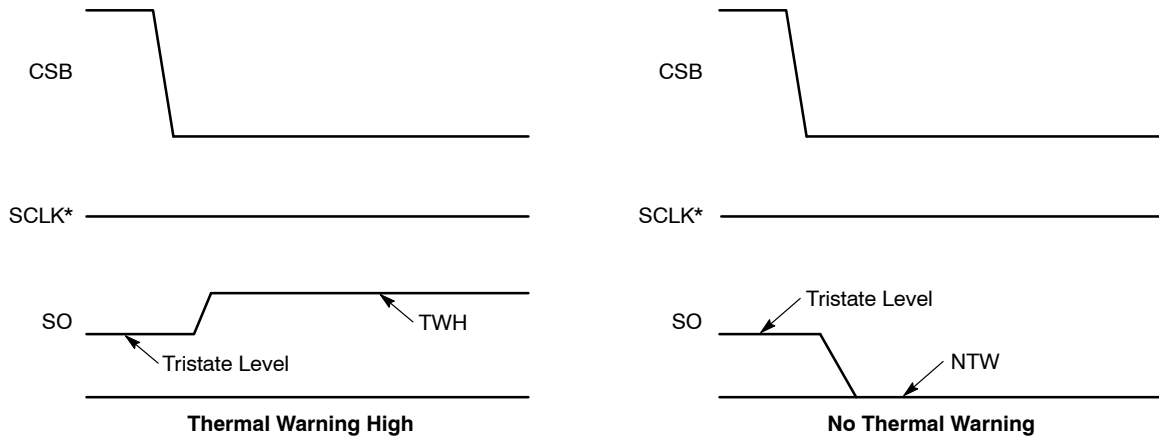 CSB
SCLK*
SO
TWH
Tristate Level
Thermal Warning High
CSB
SCLK*
SO
Tristate Level
NTW
No Thermal Warning